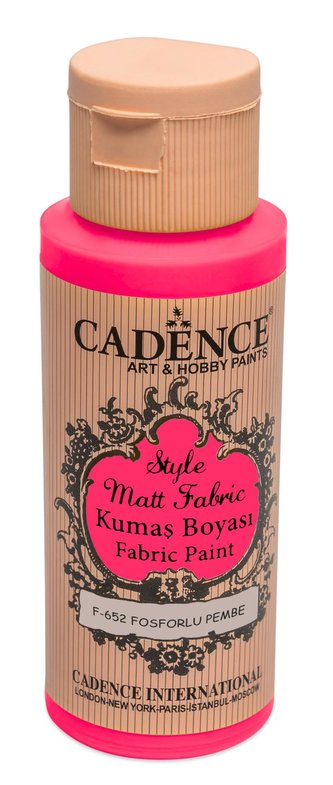 CADENCE®
ART & HOBBY PAINTS
Style
Matt Fabric
Kumaş Boyası
Fabric Paint
F-652 FOSFORLU PEMBE
CADENCE INTERNATIONAL
LONDON-NEW YORK-PARIS-İSTANBUL-MOSCOW